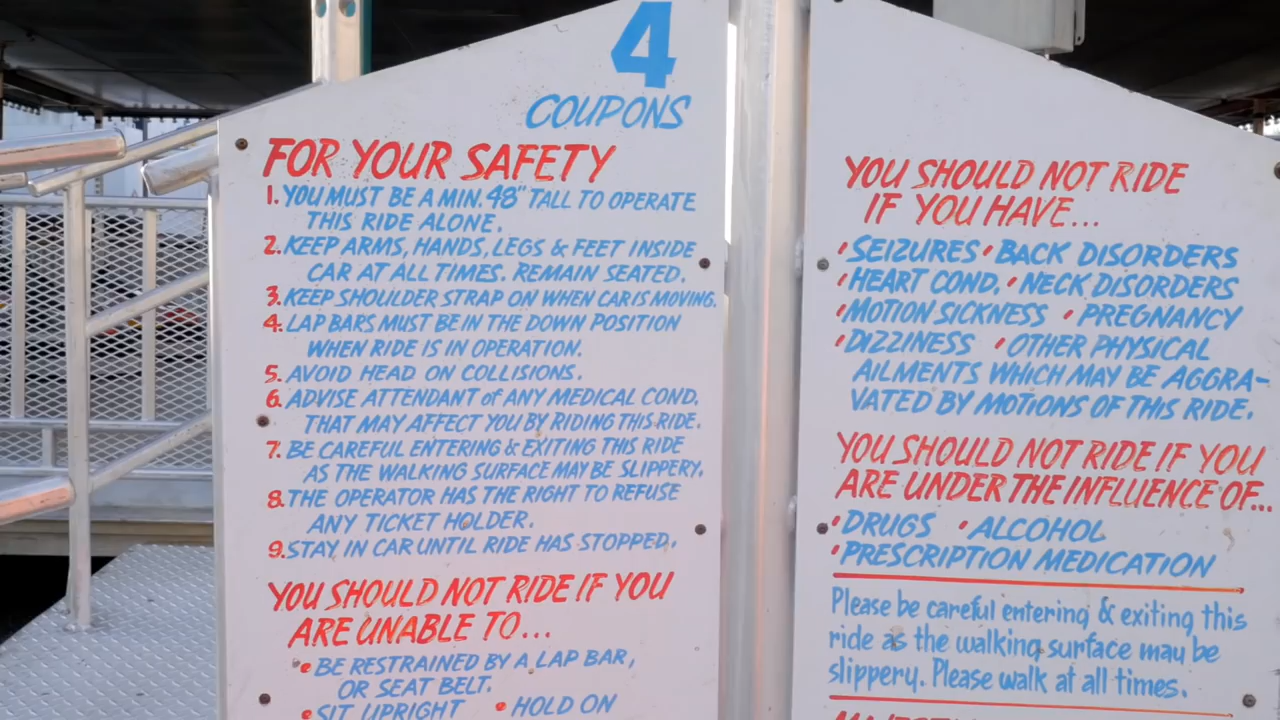 4
COUPONS
FOR YOUR SAFETY
1. YOU MUST BE A MIN. 48" TALL TO OPERATE
THIS RIDE ALONE.
2. KEEP ARMS, HANDS, LEGS & FEET INSIDE
CAR AT ALL TIMES. REMAIN SEATED.
3. KEEP SHOULDER STRAP ON WHEN CAR IS MOVING.
4. LAP BARS MUST BE IN THE DOWN POSITION
WHEN RIDE IS IN OPERATION.
5. AVOID HEAD ON COLLISIONS.
6. ADVISE ATTENDANT of ANY MEDICAL COND.
THAT MAY AFFECT YOU BY RIDING THIS RIDE.
7. BE CAREFUL ENTERING & EXITING THIS RIDE
AS THE WALKING SURFACE MAY BE SLIPPERY.
8. THE OPERATOR HAS THE RIGHT TO REFUSE
ANY TICKET HOLDER.
9. STAY IN CAR UNTIL RIDE HAS STOPPED.
YOU SHOULD NOT RIDE IF YOU
ARE UNABLE TO...
• BE RESTRAINED BY A LAP BAR,
OR SEAT BELT.
• SIT UPRIGHT • HOLD ON
YOU SHOULD NOT RIDE
IF YOU HAVE...
• SEIZURES • BACK DISORDERS
• HEART COND. • NECK DISORDERS
• MOTION SICKNESS • PREGNANCY
• DIZZINESS • OTHER PHYSICAL
AILMENTS WHICH MAY BE AGGRA-
VATED BY MOTIONS OF THIS RIDE.
YOU SHOULD NOT RIDE IF YOU
ARE UNDER THE INFLUENCE OF...
• DRUGS • ALCOHOL
• PRESCRIPTION MEDICATION
Please be careful entering & exiting this
ride as the walking surface may be
slippery. Please walk at all times.